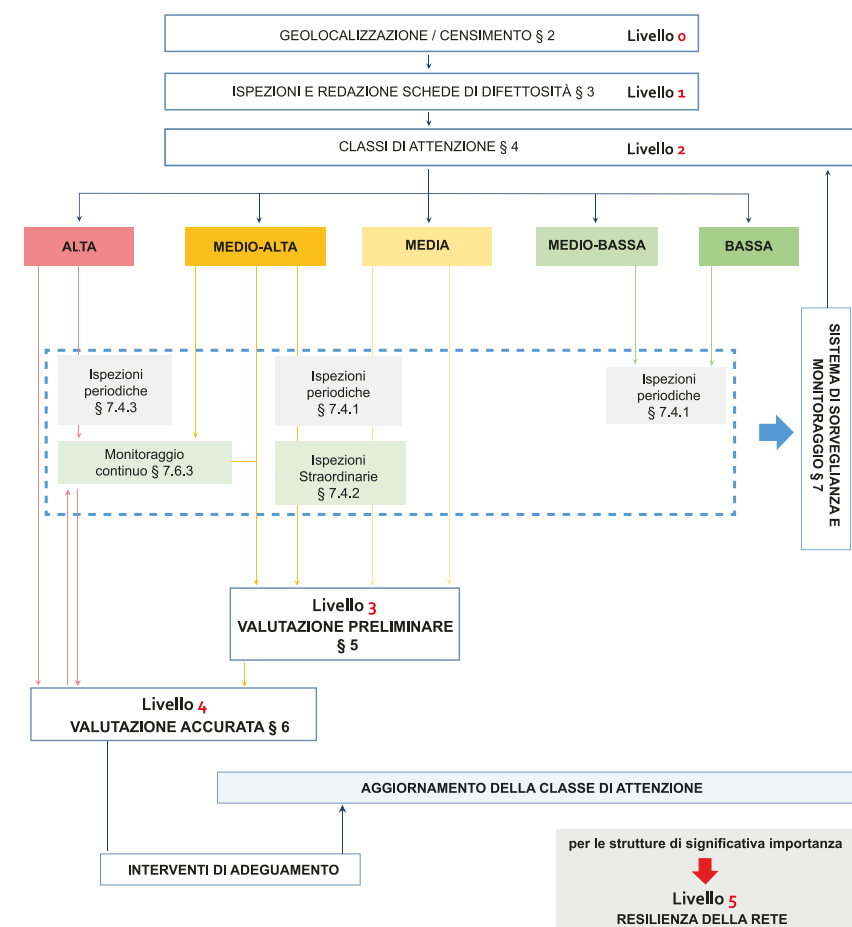 GEOLOCALIZZAZIONE / CENSIMENTO § 2 Livello 0
ISPEZIONI E REDAZIONE SCHEDE DI DIFETTOSITÀ § 3 Livello 1
CLASSI DI ATTENZIONE § 4 Livello 2
ALTA
MEDIO-ALTA
MEDIA
MEDIO-BASSA
BASSA
Ispezioni
periodiche
§ 7.4.3
Ispezioni
periodiche
§ 7.4.1
Ispezioni
periodiche
§ 7.4.1
Monitoraggio
continuo § 7.6.3
Ispezioni
Straordinarie
§ 7.4.2
SISTEMA DI SORVEGLIANZA E
MONITORAGGIO § 7
Livello 3
VALUTAZIONE PRELIMINARE
§ 5
Livello 4
VALUTAZIONE ACCURATA § 6
AGGIORNAMENTO DELLA CLASSE DI ATTENZIONE
INTERVENTI DI ADEGUAMENTO
per le strutture di significativa importanza
Livello 5
RESILIENZA DELLA RETE